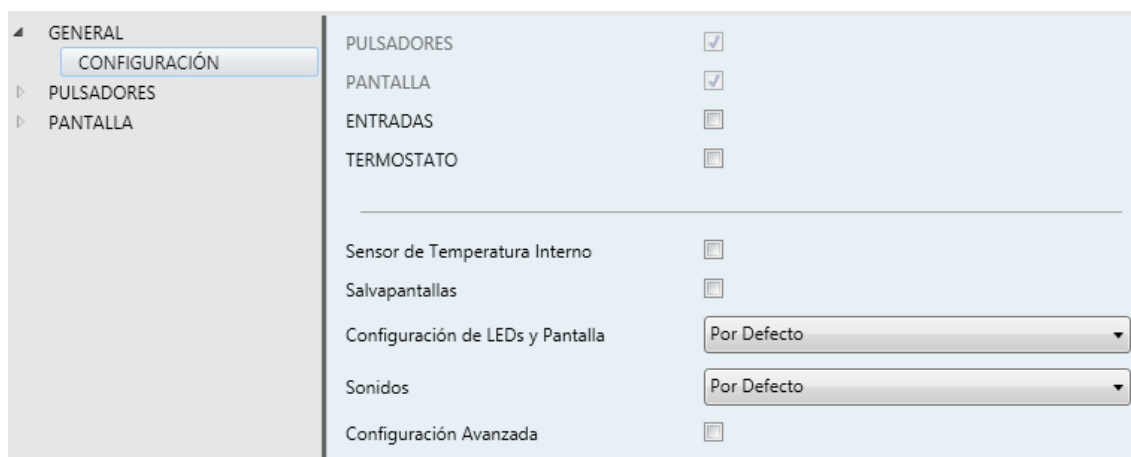 GENERAL
CONFIGURACIÓN
PULSADORES
PANTALLA
PULSADORES
PANTALLA
ENTRADAS
TERMOSTATO
Sensor de Temperatura Interno
Salvapantallas
Configuración de LEDs y Pantalla Por Defecto
Sonidos Por Defecto
Configuración Avanzada